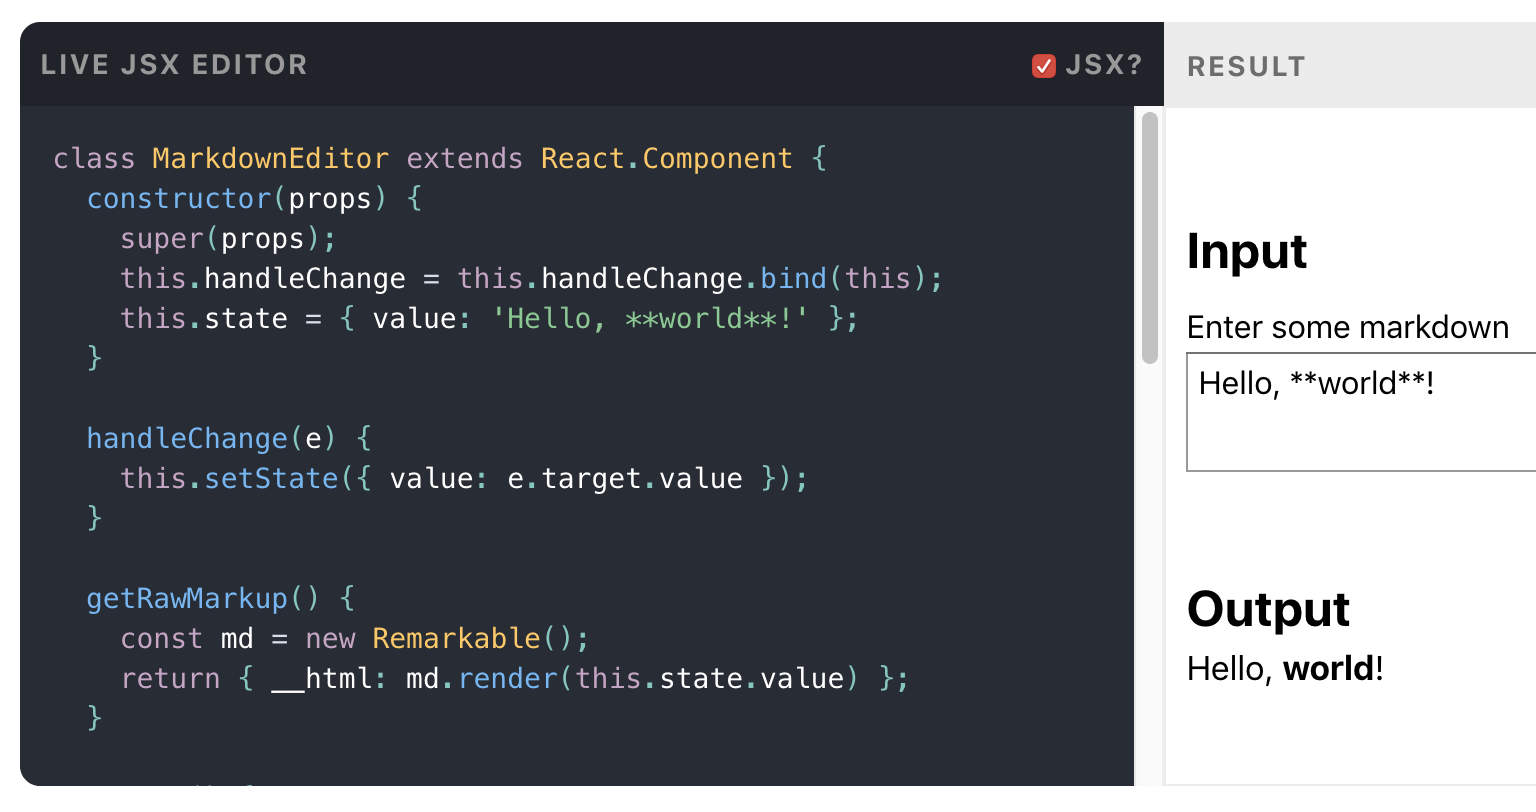 LIVE JSX EDITOR
JSX?
class MarkdownEditor extends React.Component {
  constructor(props) {
    super(props);
    this.handleChange = this.handleChange.bind(this);
    this.state = { value: 'Hello, **world**!' };
  }

  handleChange(e) {
    this.setState({ value: e.target.value });
  }

  getRawMarkup() {
    const md = new Remarkable();
    return { __html: md.render(this.state.value) };
  }
RESULT
Input
Enter some markdown
Hello, **world**!
Output
Hello, world!